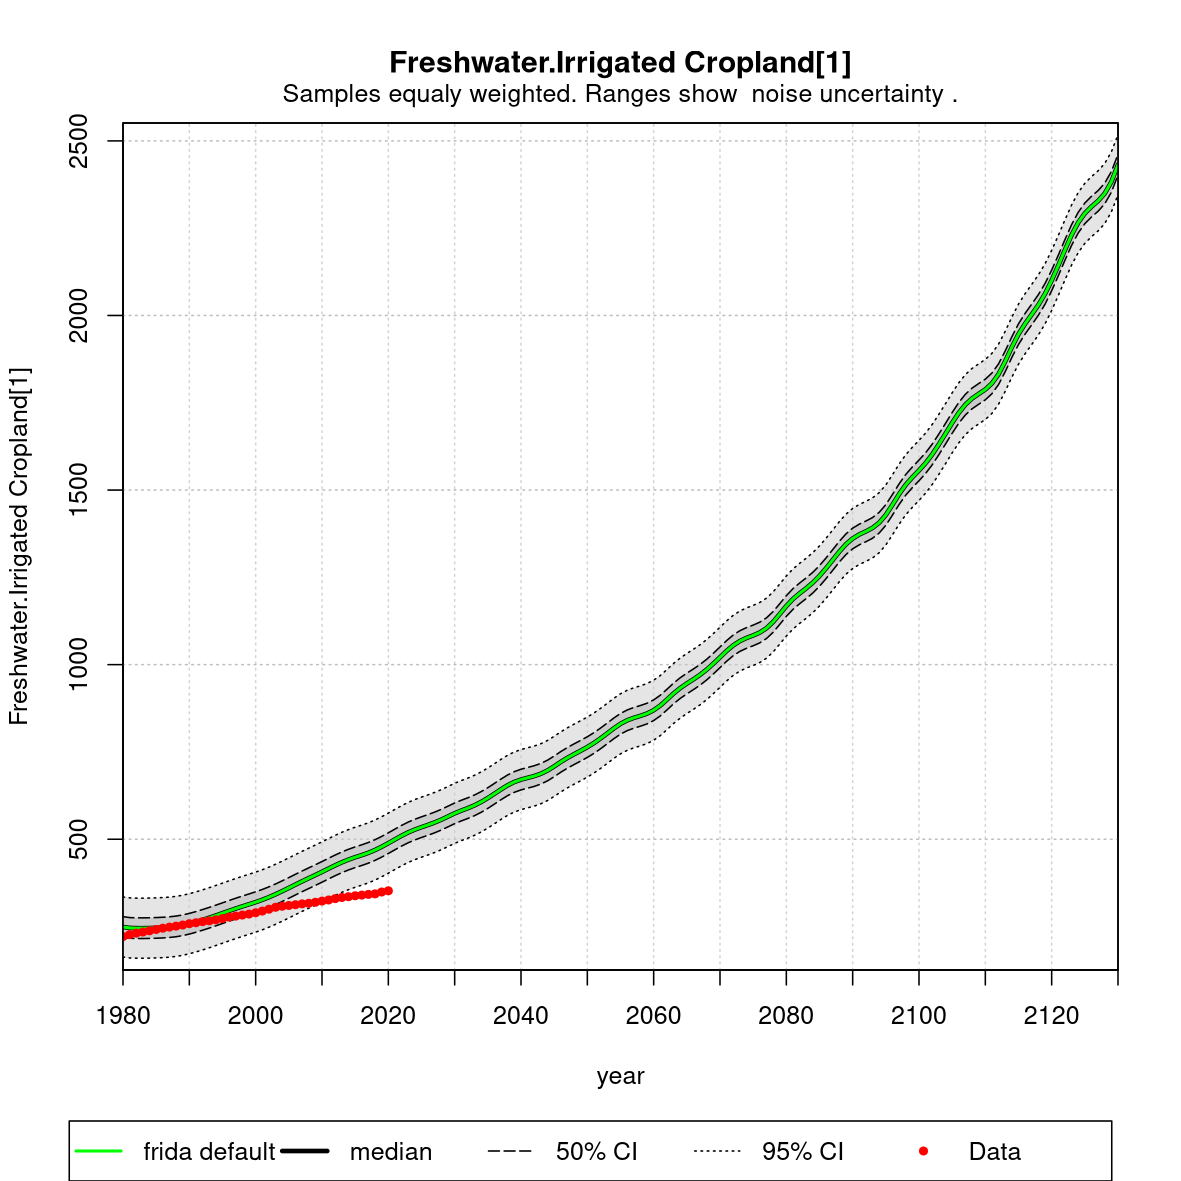 Freshwater.Irrigated Cropland[1]
Samples equaly weighted. Ranges show  noise uncertainty .
Freshwater.Irrigated Cropland[1]
2500
2000
1500
1000
500
1980 2000 2020 2040 2060 2080 2100 2120
year
frida default median 50% CI 95% CI Data